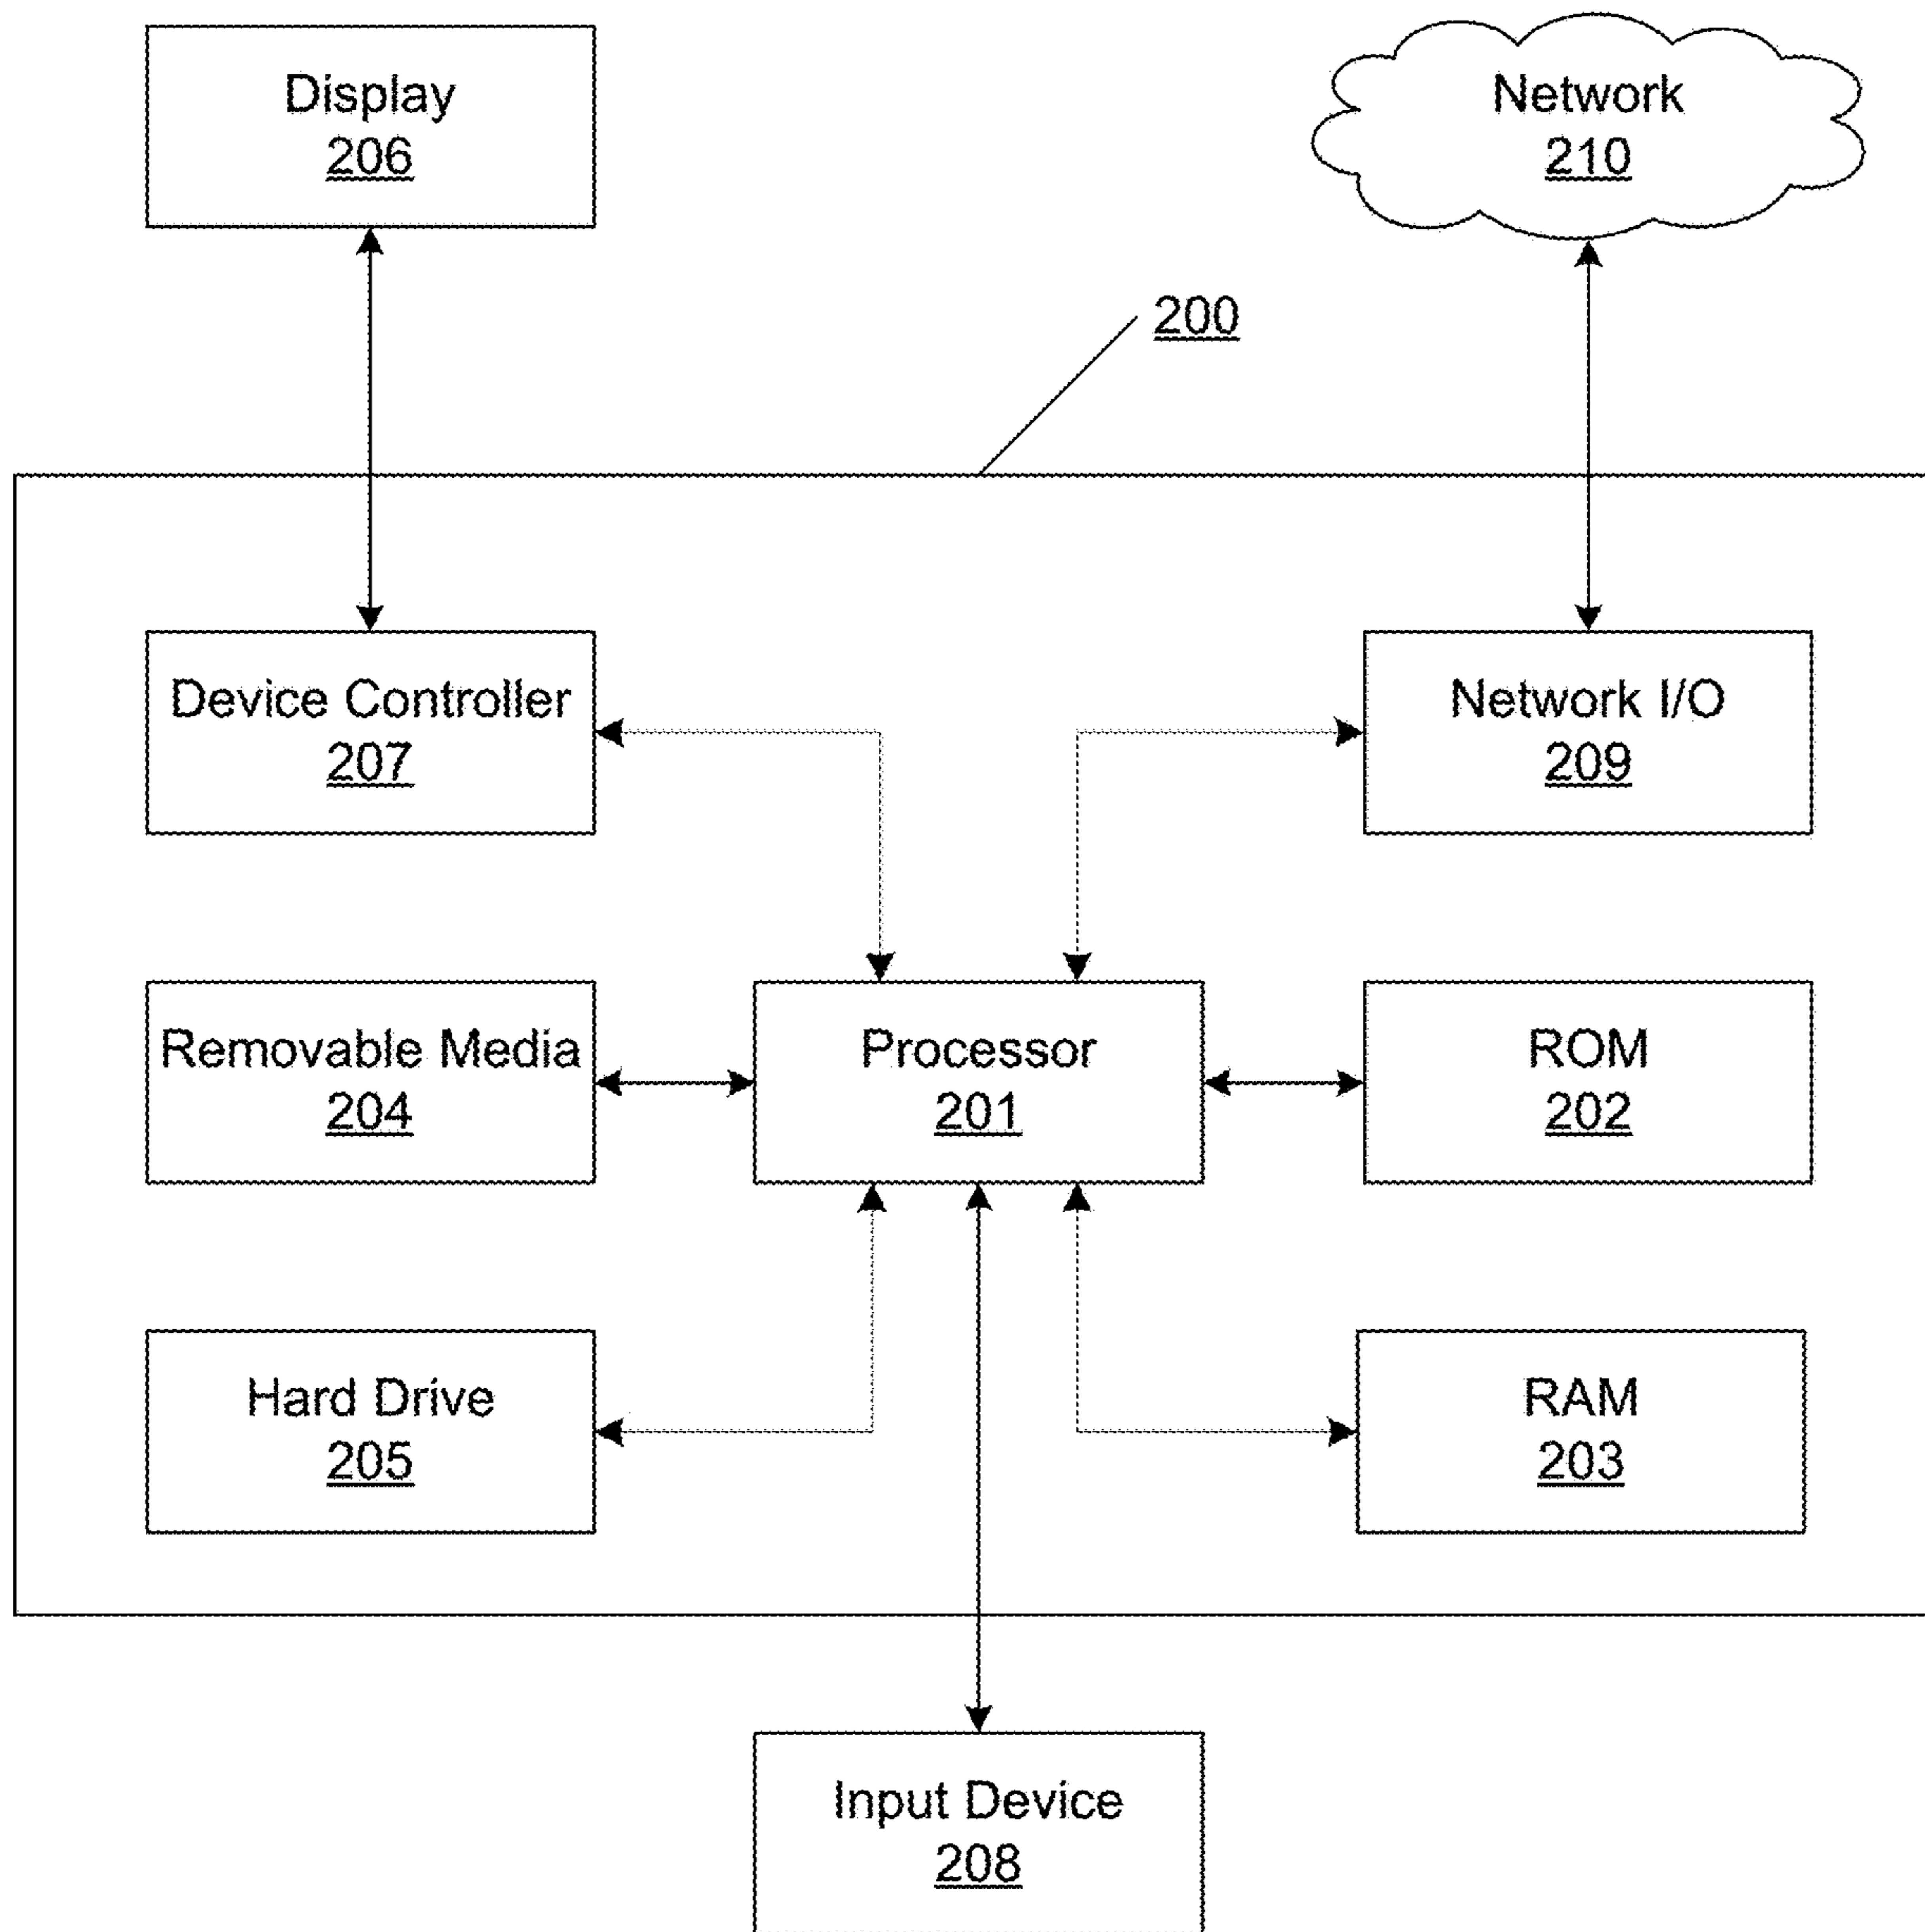 Display
206
Network
210
200
Device Controller
207
Network I/O
209
Removable Media
204
Processor
201
ROM
202
Hard Drive
205
RAM
203
Input Device
208